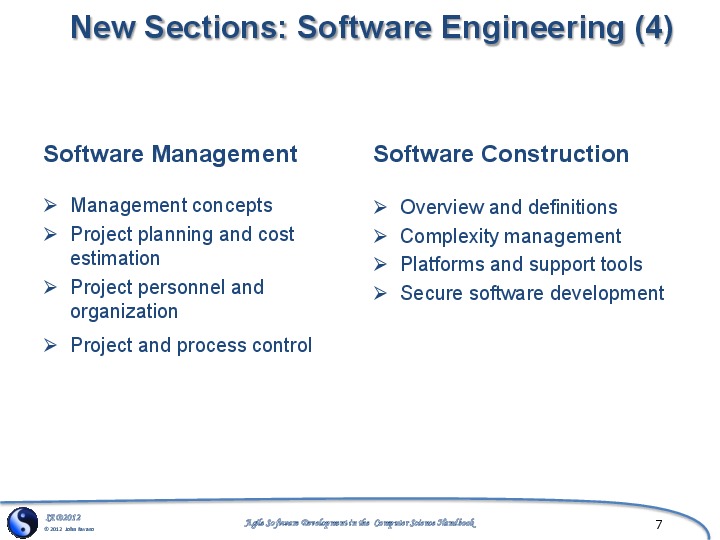 New Sections: Software Engineering (4)
Software Management
➢ Management concepts
➢ Project planning and cost
estimation
➢ Project personnel and
organization
➢ Project and process control
Software Construction
➢ Overview and definitions
➢ Complexity management
➢ Platforms and support tools
➢ Secure software development
© 2012 John Favaro
Agile Software Development in the Computer Science Handbook
7